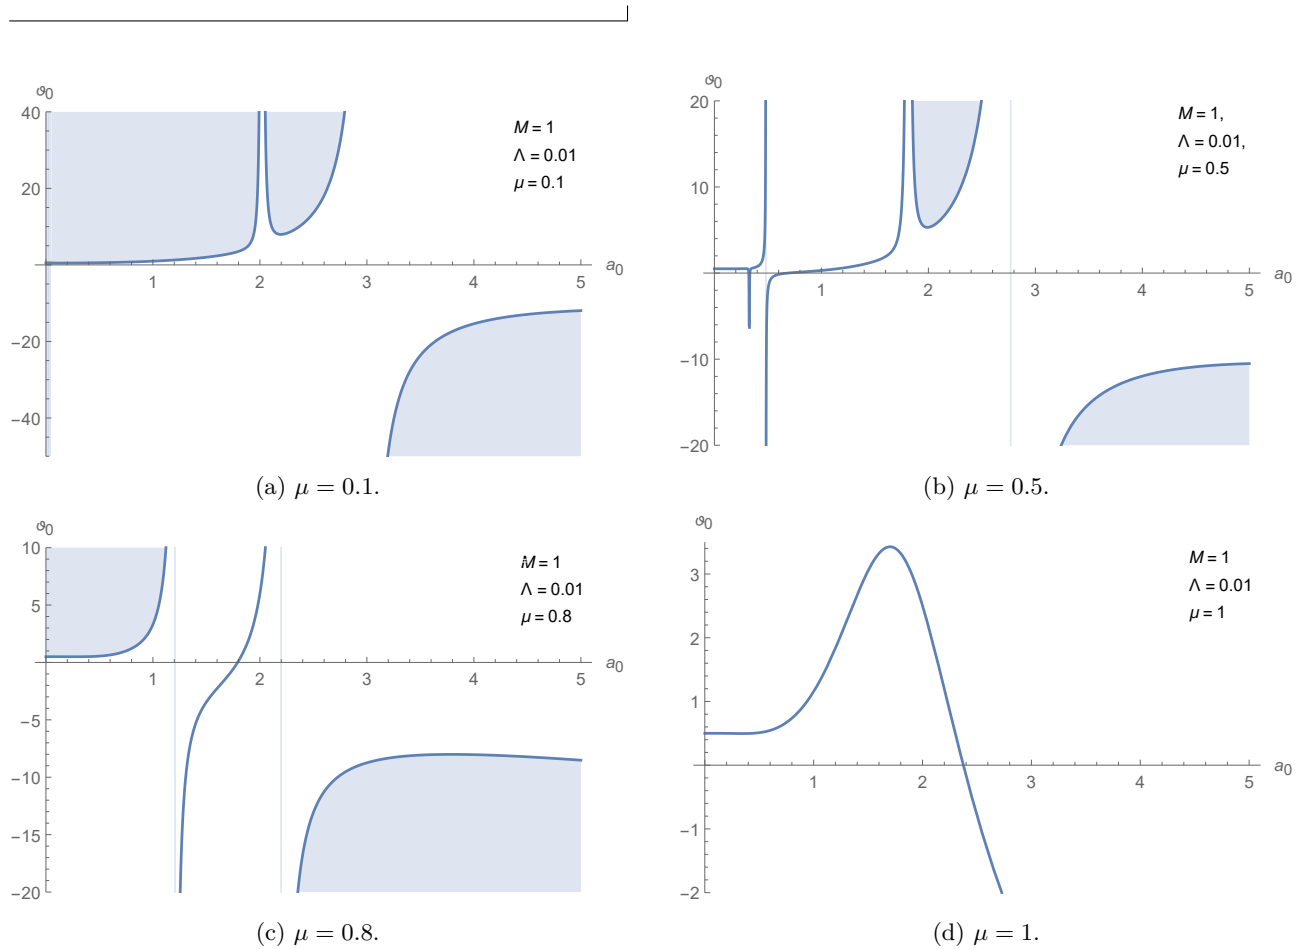 ϑ0
40
20
−20
−40
1 2 3 4 5
a0
M = 1
Λ = 0.01
μ = 0.1
(a) μ = 0.1.
ϑ0
20
10
−10
−20
1 2 3 4 5
a0
M = 1,
Λ = 0.01,
μ = 0.5
(b) μ = 0.5.
ϑ0
10
5
−5
−10
−15
−20
1 2 3 4 5
a0
M = 1
Λ = 0.01
μ = 0.8
(c) μ = 0.8.
ϑ0
3
2
1
−1
−2
1 2 3 4 5
a0
M = 1
Λ = 0.01
μ = 1
(d) μ = 1.